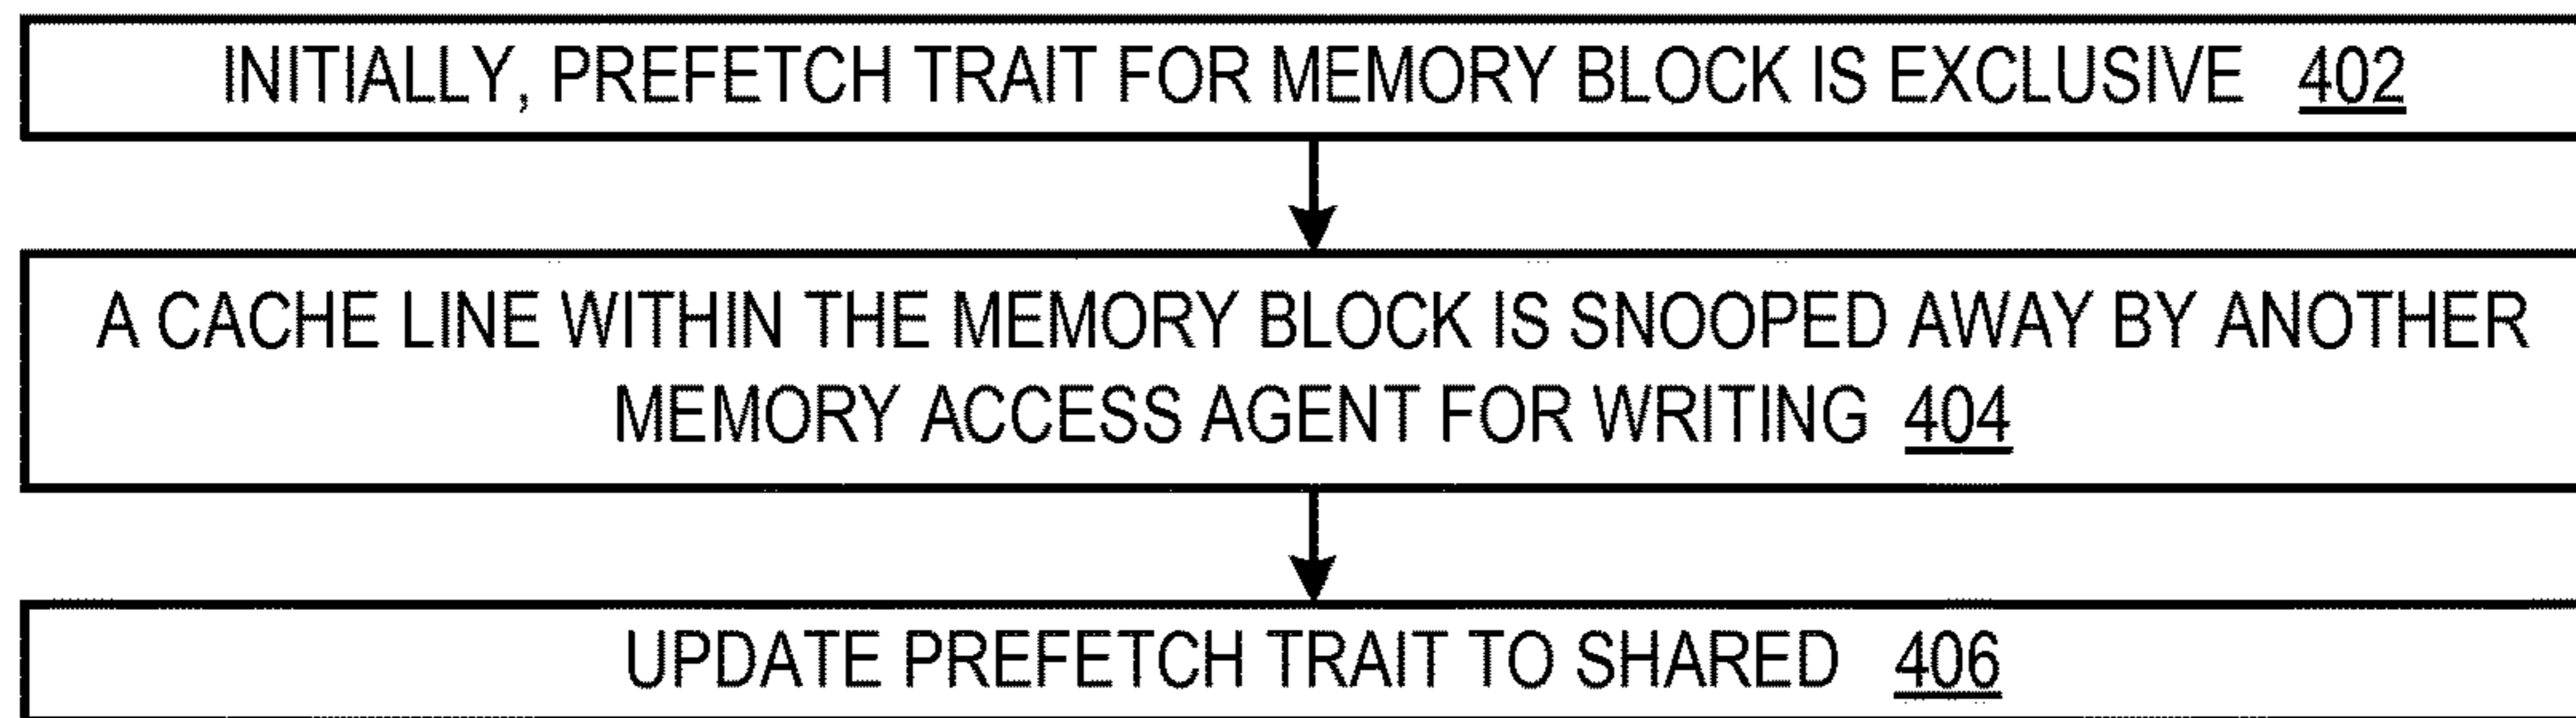 INITIALLY, PREFETCH TRAIT FOR MEMORY BLOCK IS EXCLUSIVE 402
A CACHE LINE WITHIN THE MEMORY BLOCK IS SNOOPED AWAY BY ANOTHER
MEMORY ACCESS AGENT FOR WRITING 404
UPDATE PREFETCH TRAIT TO SHARED 406